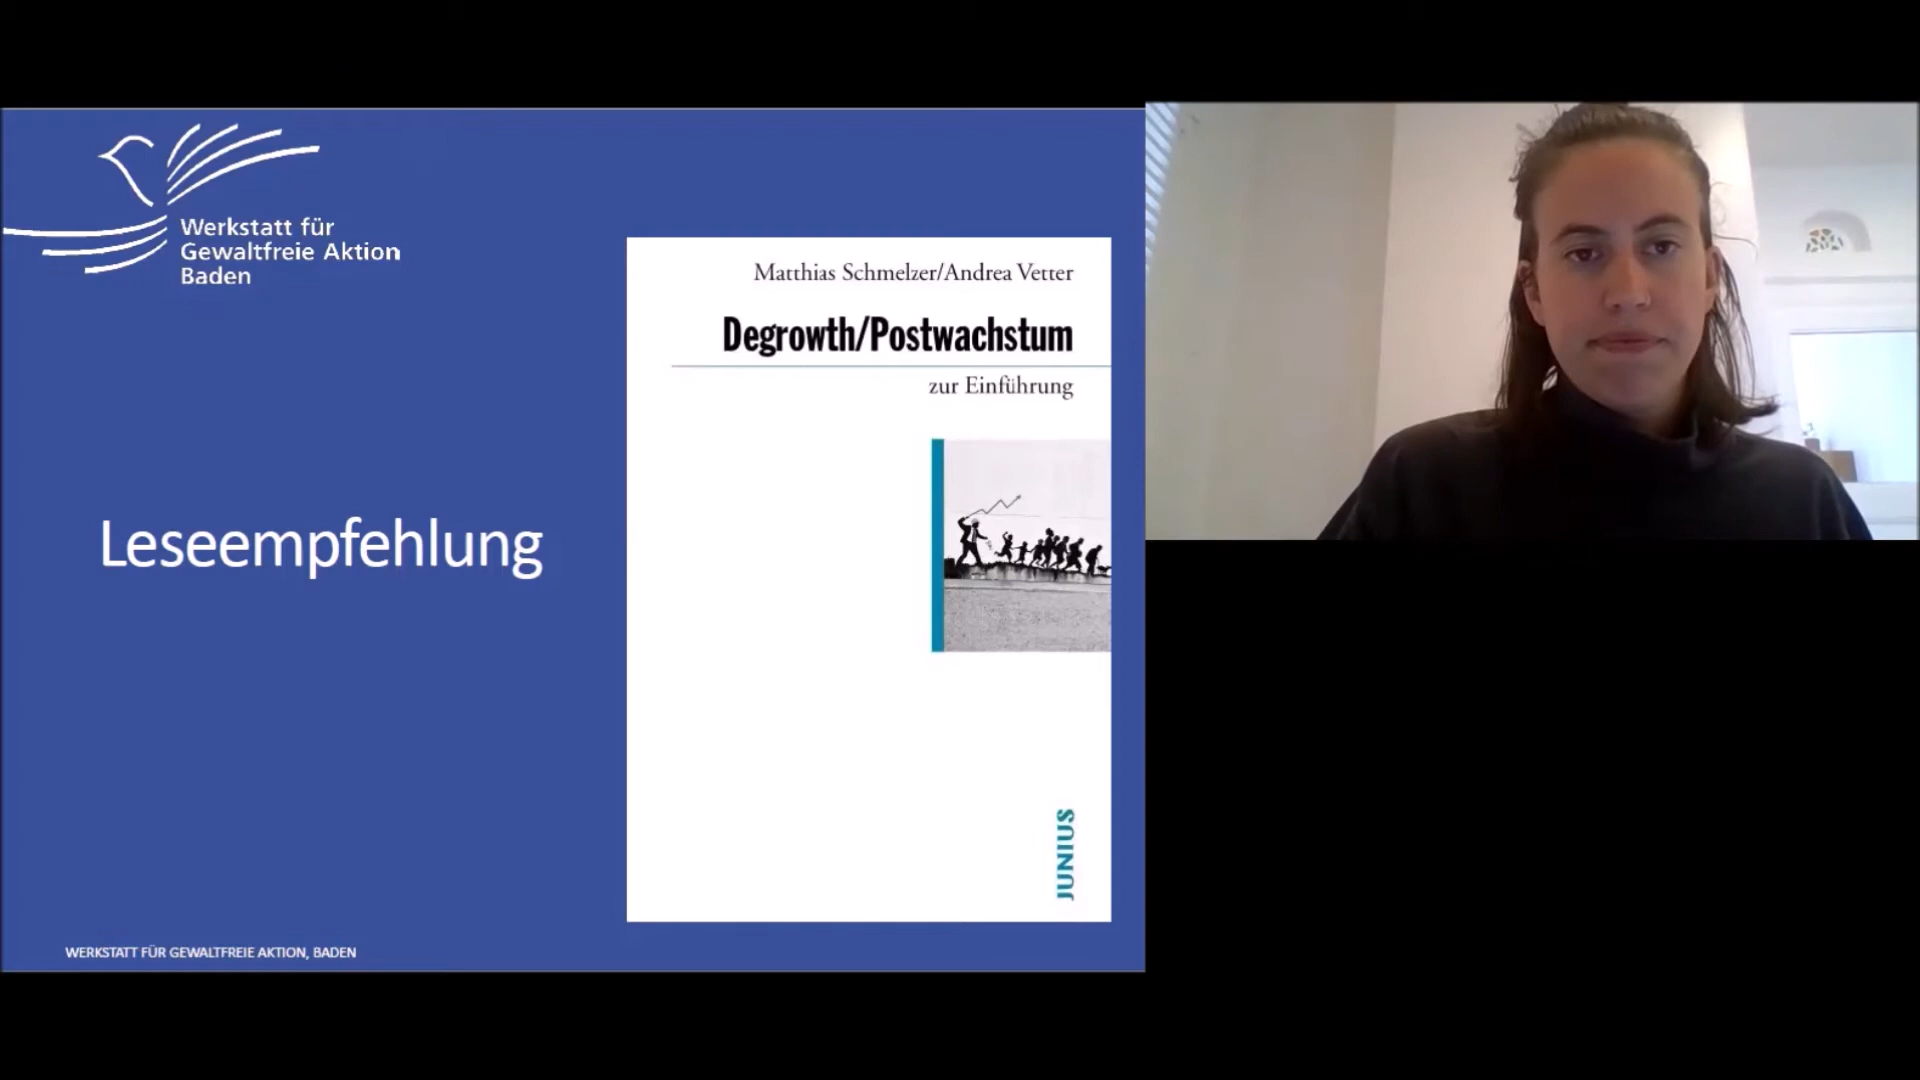 Werkstatt für
Gewaltfreie Aktion
Baden
Leseempfehlung
Matthias Schmelzer/Andrea Vetter
Degrowth/Postwachstum
zur Einführung
JUNIUS
WERKSTATT FÜR GEWALTFREIE AKTION, BADEN